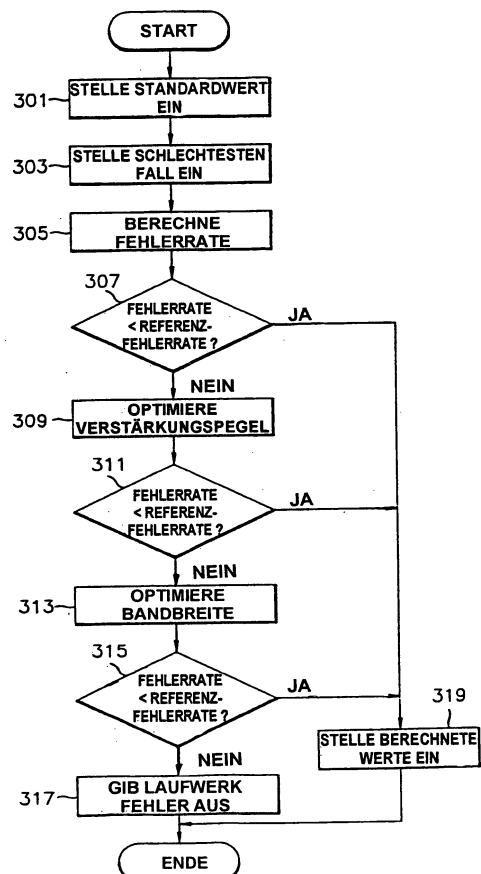 START
301
STELLE STANDARDWERT
EIN
303
STELLE SCHLECHTESTEN
FALL EIN
305
BERECHNE
FEHLERRATE
307
FEHLERRATE
< REFERENZ-
FEHLERRATE ?
JA
NEIN
309
OPTIMIERE
VERSTÄRKUNGSPEGEL
311
FEHLERRATE
< REFERENZ-
FEHLERRATE ?
JA
NEIN
313
OPTIMIERE
BANDBREITE
315
FEHLERRATE
< REFERENZ-
FEHLERRATE ?
JA
319
STELLE BERECHNETE
WERTE EIN
NEIN
317
GIB LAUFWERK
FEHLER AUS
ENDE